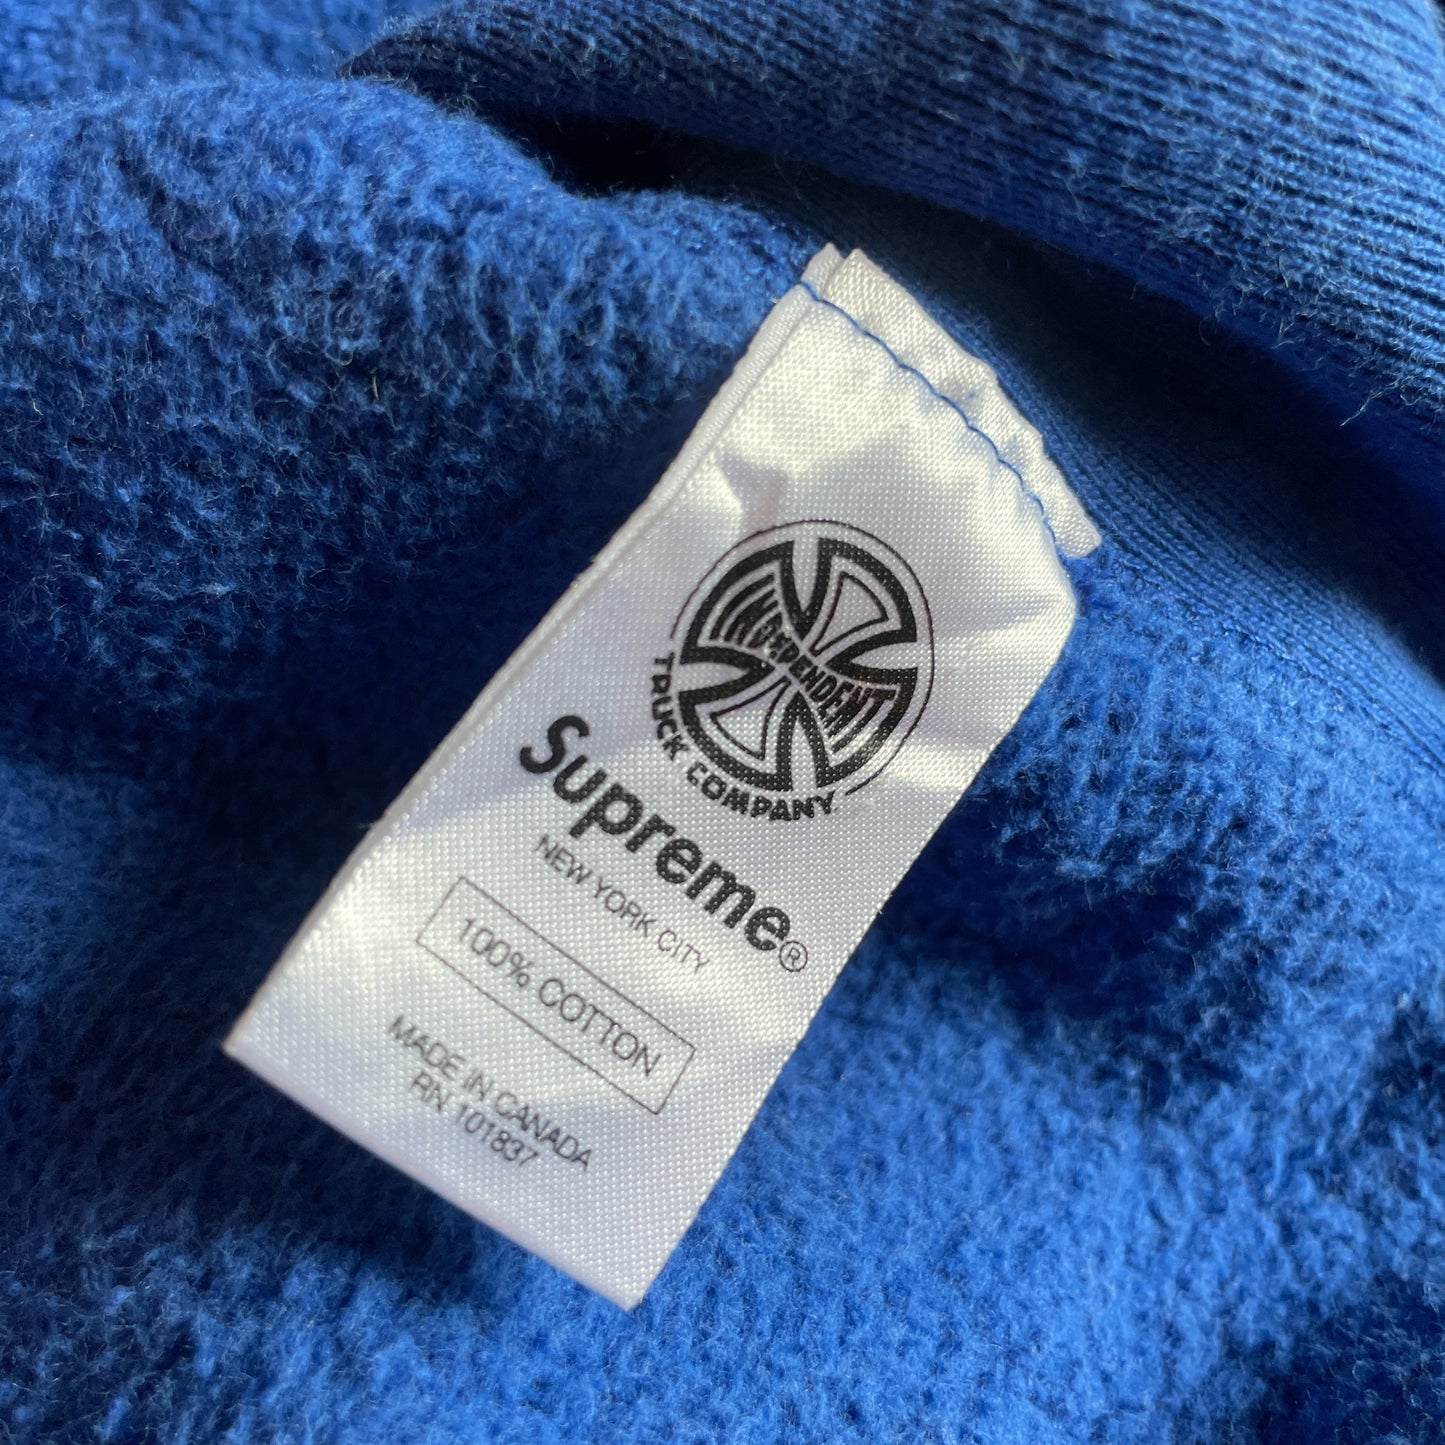 INDEPENDENT
TRUCK COMPANY
Supreme®
NEW YORK CITY
100% COTTON
MADE IN CANADA
RN 101837